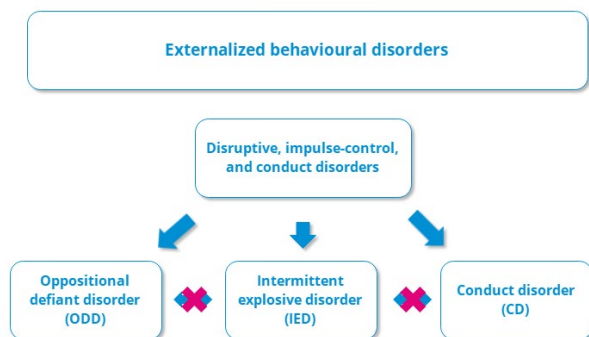 Externalized behavioural disorders
Disruptive, impulse-control,
and conduct disorders
Oppositional
defiant disorder
(ODD)
Intermittent
explosive disorder
(IED)
Conduct disorder
(CD)